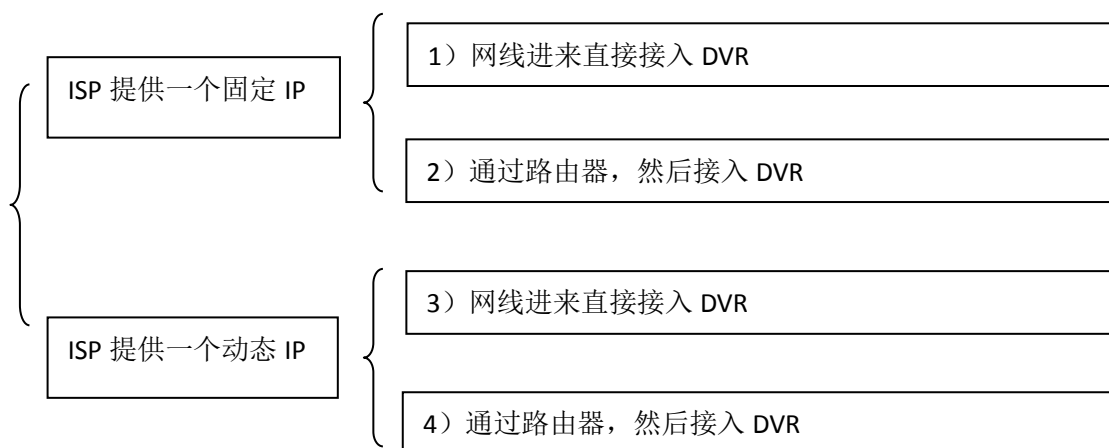 ISP 提供一个固定 IP
1）网线进来直接接入 DVR
2）通过路由器，然后接入 DVR
ISP 提供一个动态 IP
3）网线进来直接接入 DVR
4）通过路由器，然后接入 DVR